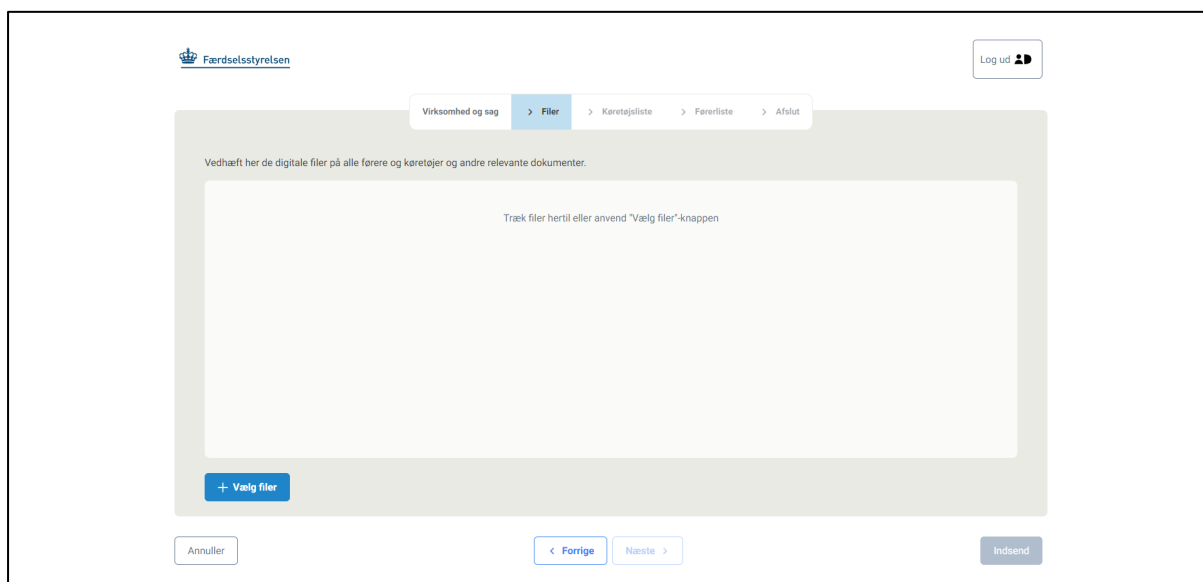 Færdselsstyrelsen
Log ud
Virksomhed og sag > Filer > Køretøjsliste > Førerliste > Afslut
Vedhæft her de digitale filer på alle førere og køretøjer og andre relevante dokumenter.
Træk filer hertil eller anvend "Vælg filer"-knappen
+ Vælg filer
Annuller
< Forrige
Næste >
Indsend